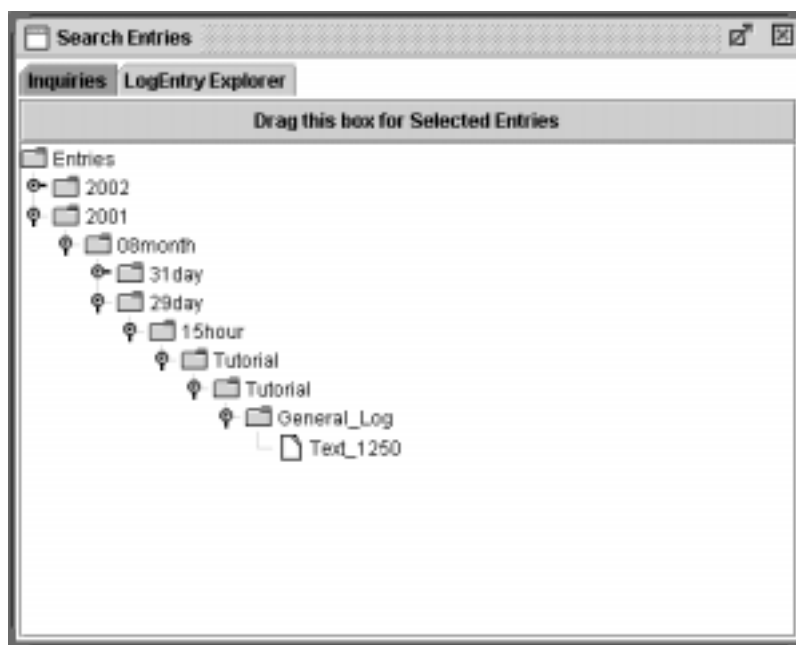 Search Entries
Inquiries LogEntry Explorer
Drag this box for Selected Entries
Entries
2002
2001
08month
31day
29day
15hour
Tutorial
Tutorial
General_Log
Text_1250